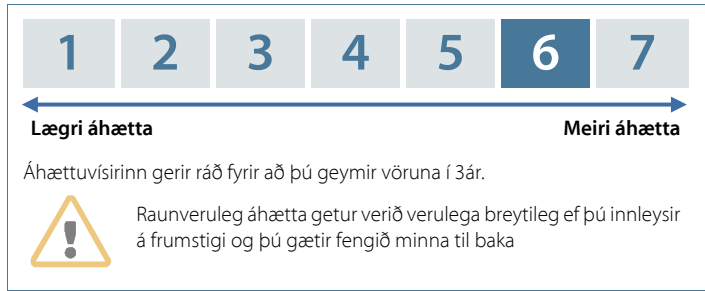 1 2 3 4 5 6 7
Lægri áhætta Meiri áhætta
Áhættuvísirinn gerir ráð fyrir að þú geymir vöruna í 3ár.
Raunveruleg áhætta getur verið verulega breytileg ef þú innleysir
á frumstigi og þú gætir fengið minna til baka